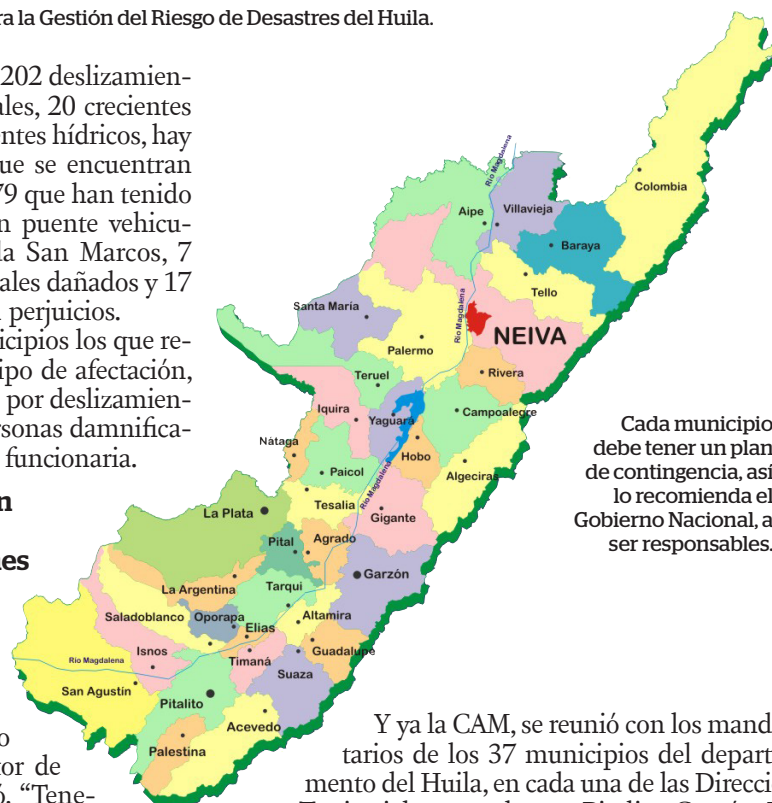 ra la Gestión del Riesgo de Desastres del Huila.
202 deslizamien-
ales, 20 crecientes
entes hídricos, hay
ue se encuentran
79 que han tenido
n puente vehicu-
la San Marcos, 7
ales dañados y 17
perjuicios.
icipios los que re-
ipo de afectación,
por deslizamien-
ersonas damnifica-
funcionaria.
n
nes
o
tor de
ó, “Tene-
Colombia
Río Magdalena
Aipe
Villavieja
Baraya
Tello
Santa María
Río Magdalena
NEIVA
Palermo
Rivera
Teruel
Iquira
Yaguará
Campoalegre
Nátaga
Hobo
Paicol
Algeciras
Río Magdalena
Tesalia
La Plata
Gigante
Pital
Agrado
Garzón
La Argentina
Tarqui
Saladoblanco
Oporapa
Altamira
Elias
Isnos
Timaná
Guadalupe
Río Magdalena
Suaza
San Agustín
Pitalito
Acevedo
Palestina
Cada municipio
debe tener un plan
de contingencia, así
lo recomienda el
Gobierno Nacional, a
ser responsables.
Y ya la CAM, se reunió con los mand
tarios de los 37 municipios del depart
mento del Huila, en cada una de las Direcci